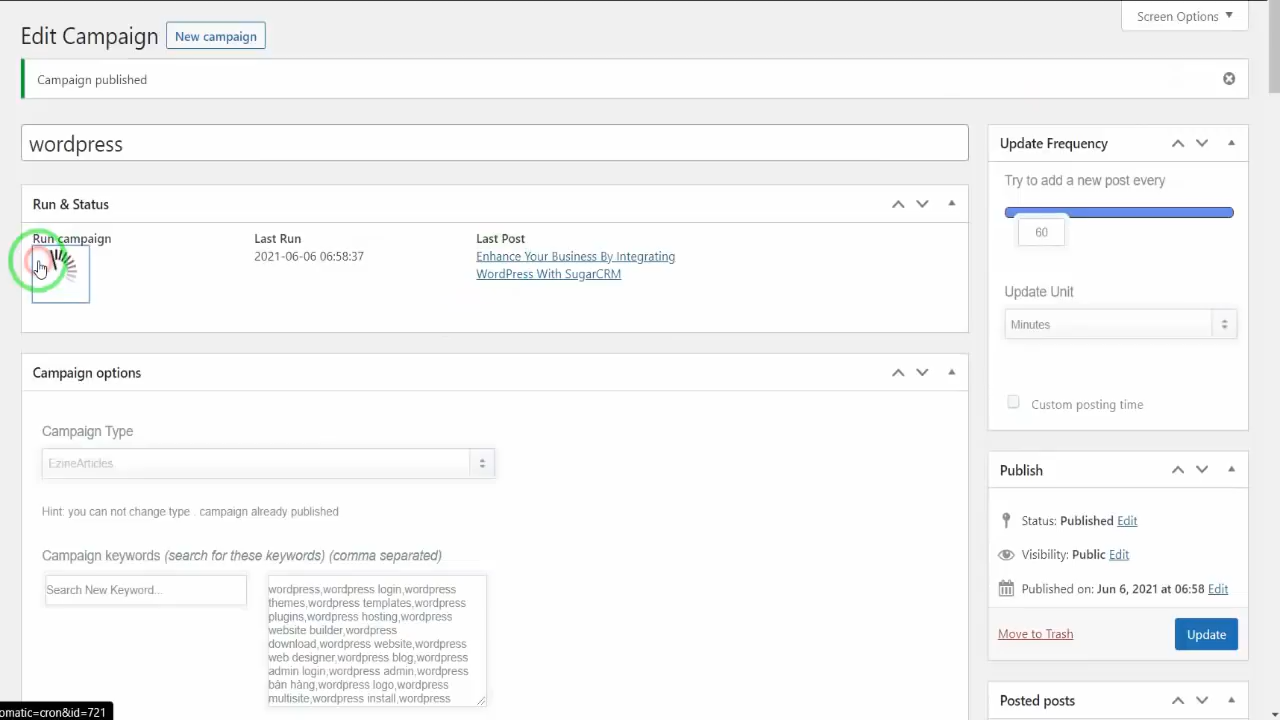 Screen Options
Edit Campaign
New campaign
Campaign published
wordpress
Run & Status
Run campaign
Last Run
2021-06-06 06:58:37
Last Post
Enhance Your Business By Integrating
WordPress With SugarCRM
Campaign options
Campaign Type
EzineArticles
Hint: you can not change type . campaign already published
Campaign keywords (search for these keywords) (comma separated)
Search New Keyword...
wordpress,wordpress login,wordpress
themes,wordpress templates,wordpress
plugins,wordpress hosting,wordpress
website builder,wordpress
download,wordpress website,wordpress
web designer,wordpress blog,wordpress
admin login,wordpress admin,wordpress
bán hàng,wordpress logo,wordpress
multisite,wordpress install,wordpress
Update Frequency
Try to add a new post every
60
Update Unit
Minutes
Custom posting time
Publish
Status: Published Edit
Visibility: Public Edit
Published on: Jun 6, 2021 at 06:58 Edit
Move to Trash
Update
Posted posts
omatic=cron&id=721